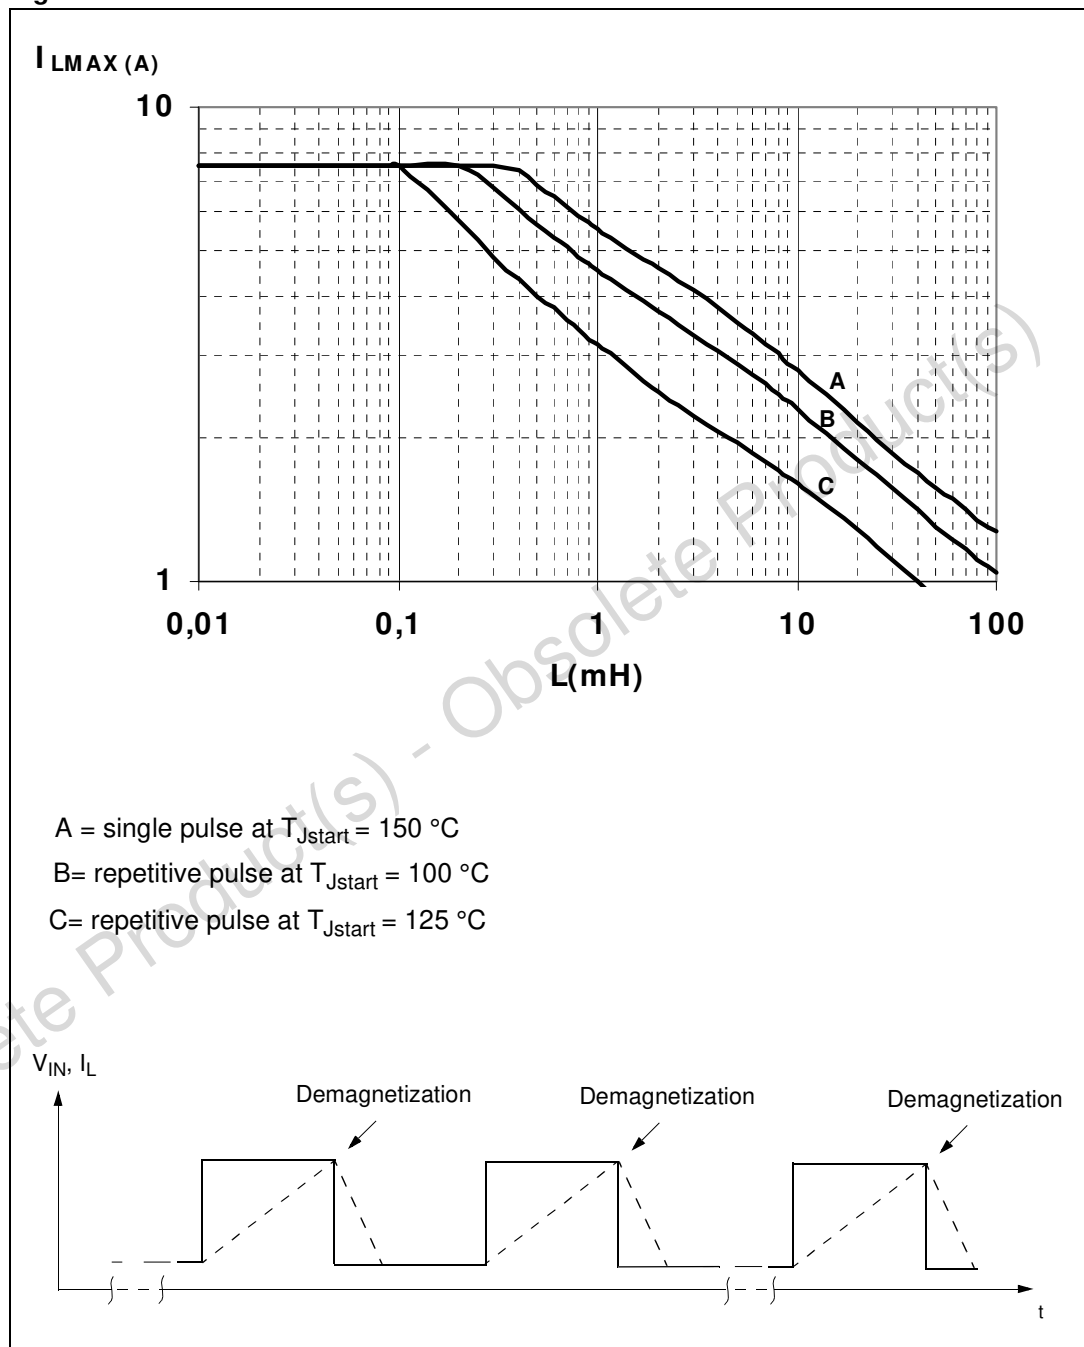 I LMAX (A)
10
1
0,01 0,1 1 10 100
L(mH)
A
B
C
A = single pulse at TJstart = 150 °C
B= repetitive pulse at TJstart = 100 °C
C= repetitive pulse at TJstart = 125 °C
VIN, IL
Demagnetization Demagnetization Demagnetization
t
ete Product(s) - Obsolete Product(s)